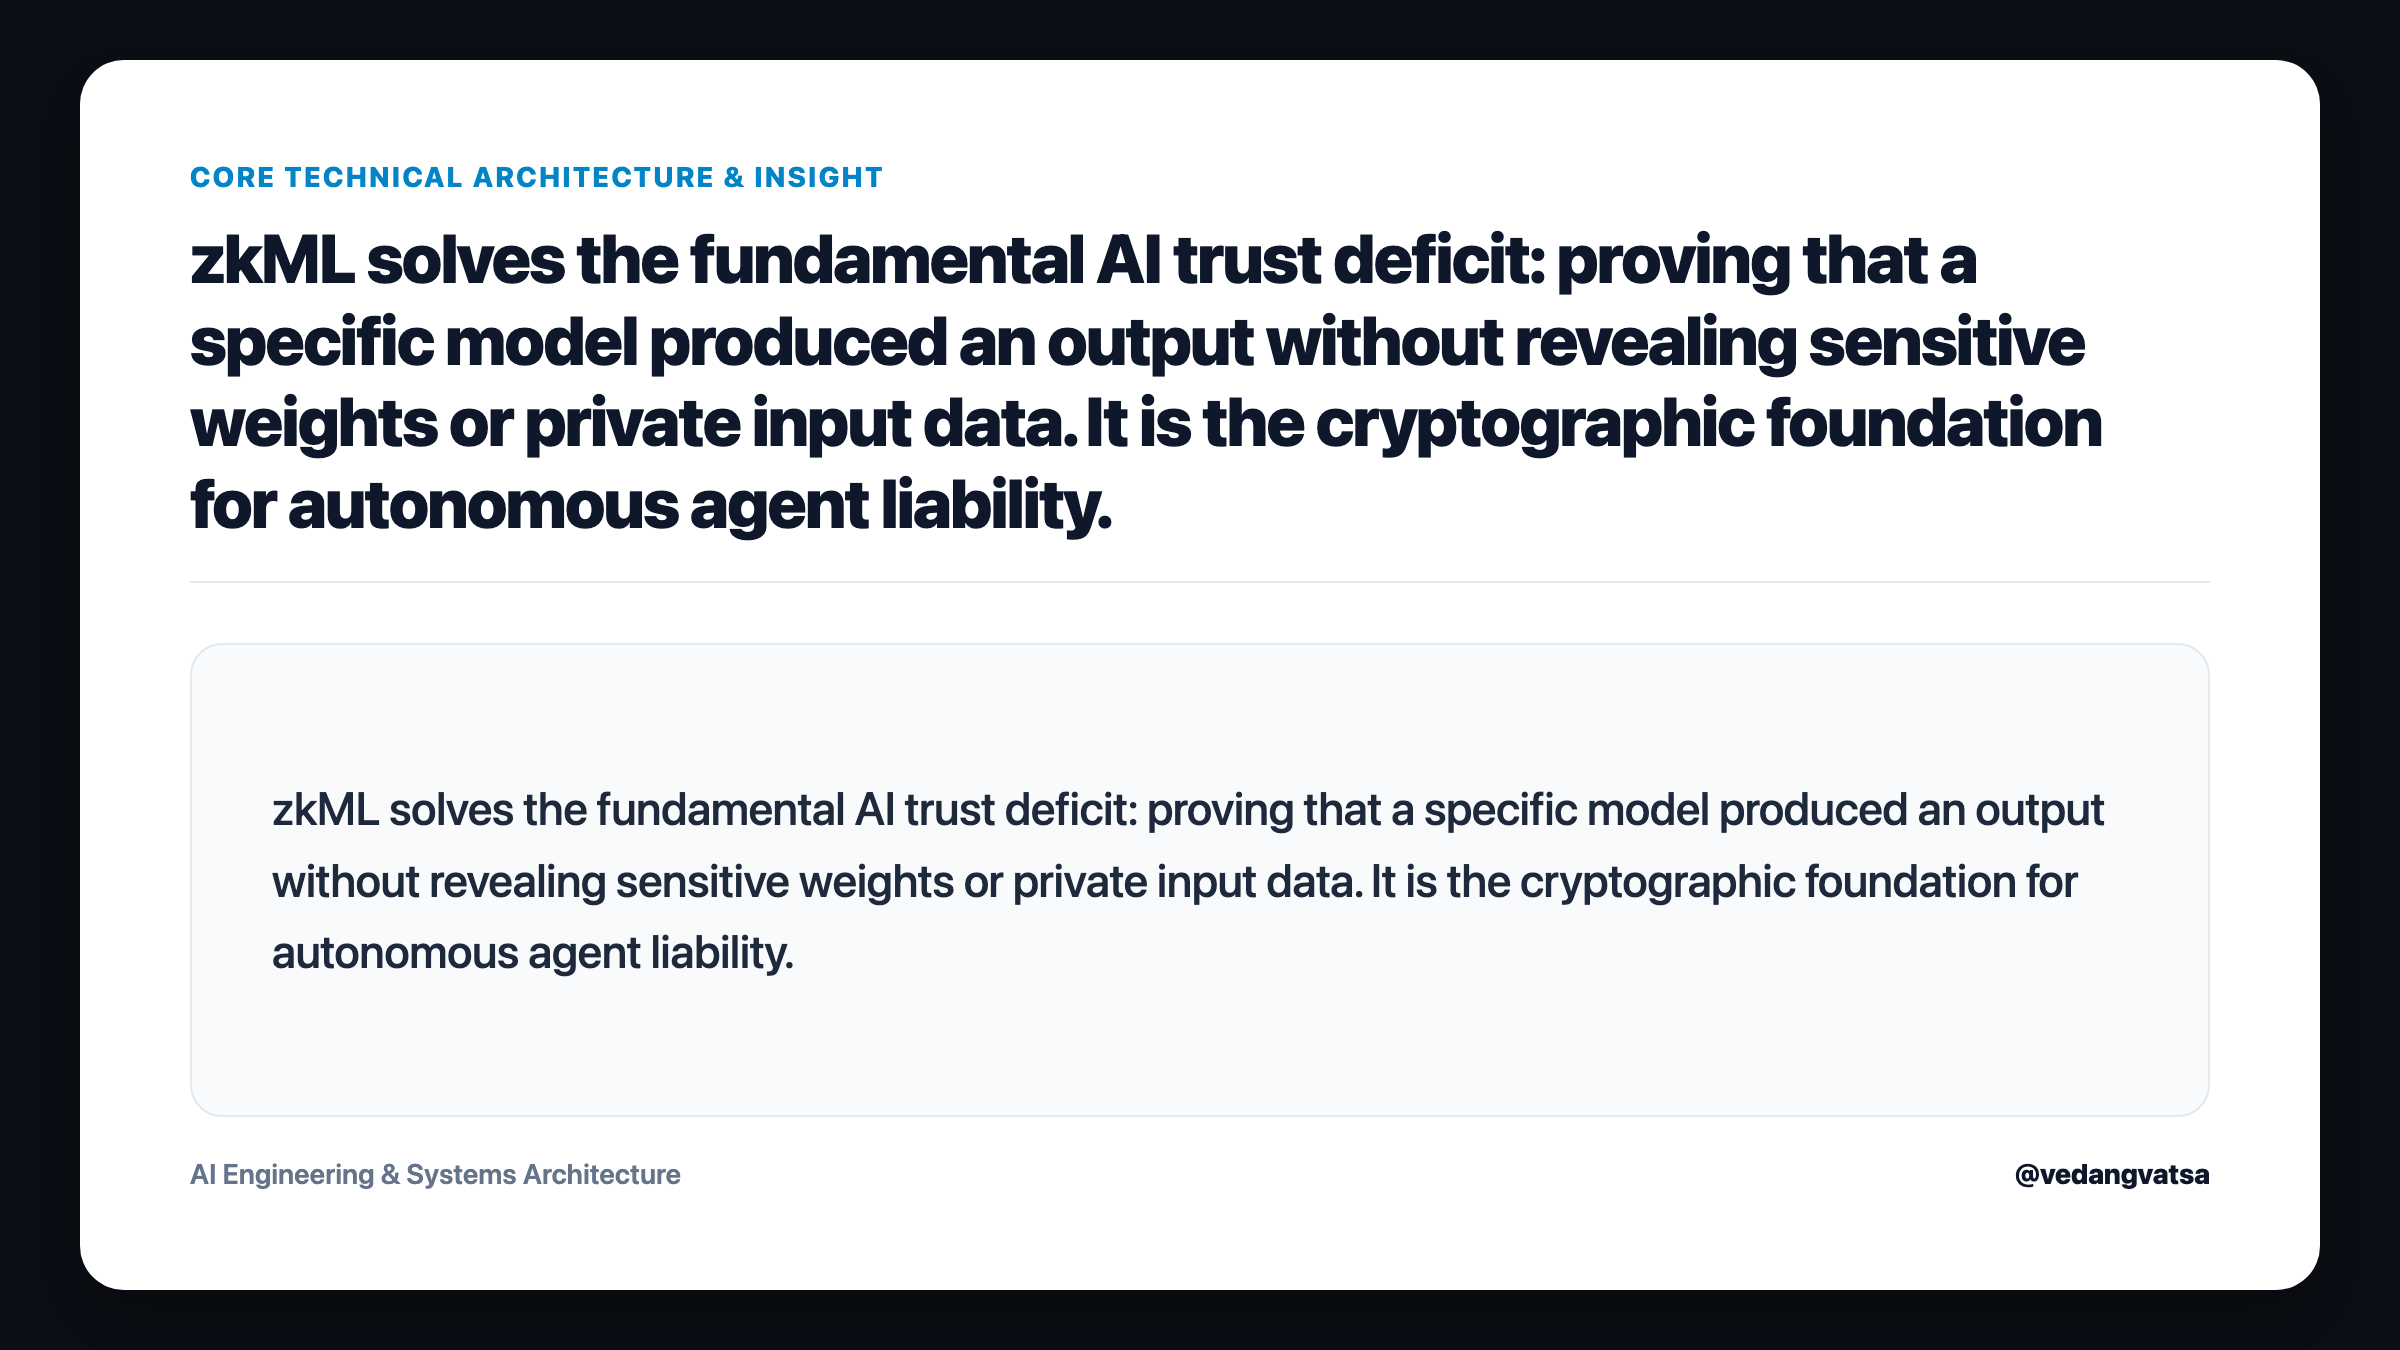 CORE TECHNICAL ARCHITECTURE & INSIGHT
zkML solves the fundamental AI trust deficit: proving that a
specific model produced an output without revealing sensitive
weights or private input data. It is the cryptographic foundation
for autonomous agent liability.
zkML solves the fundamental AI trust deficit: proving that a specific model produced an output
without revealing sensitive weights or private input data. It is the cryptographic foundation for
autonomous agent liability.
AI Engineering & Systems Architecture
@vedangvatsa